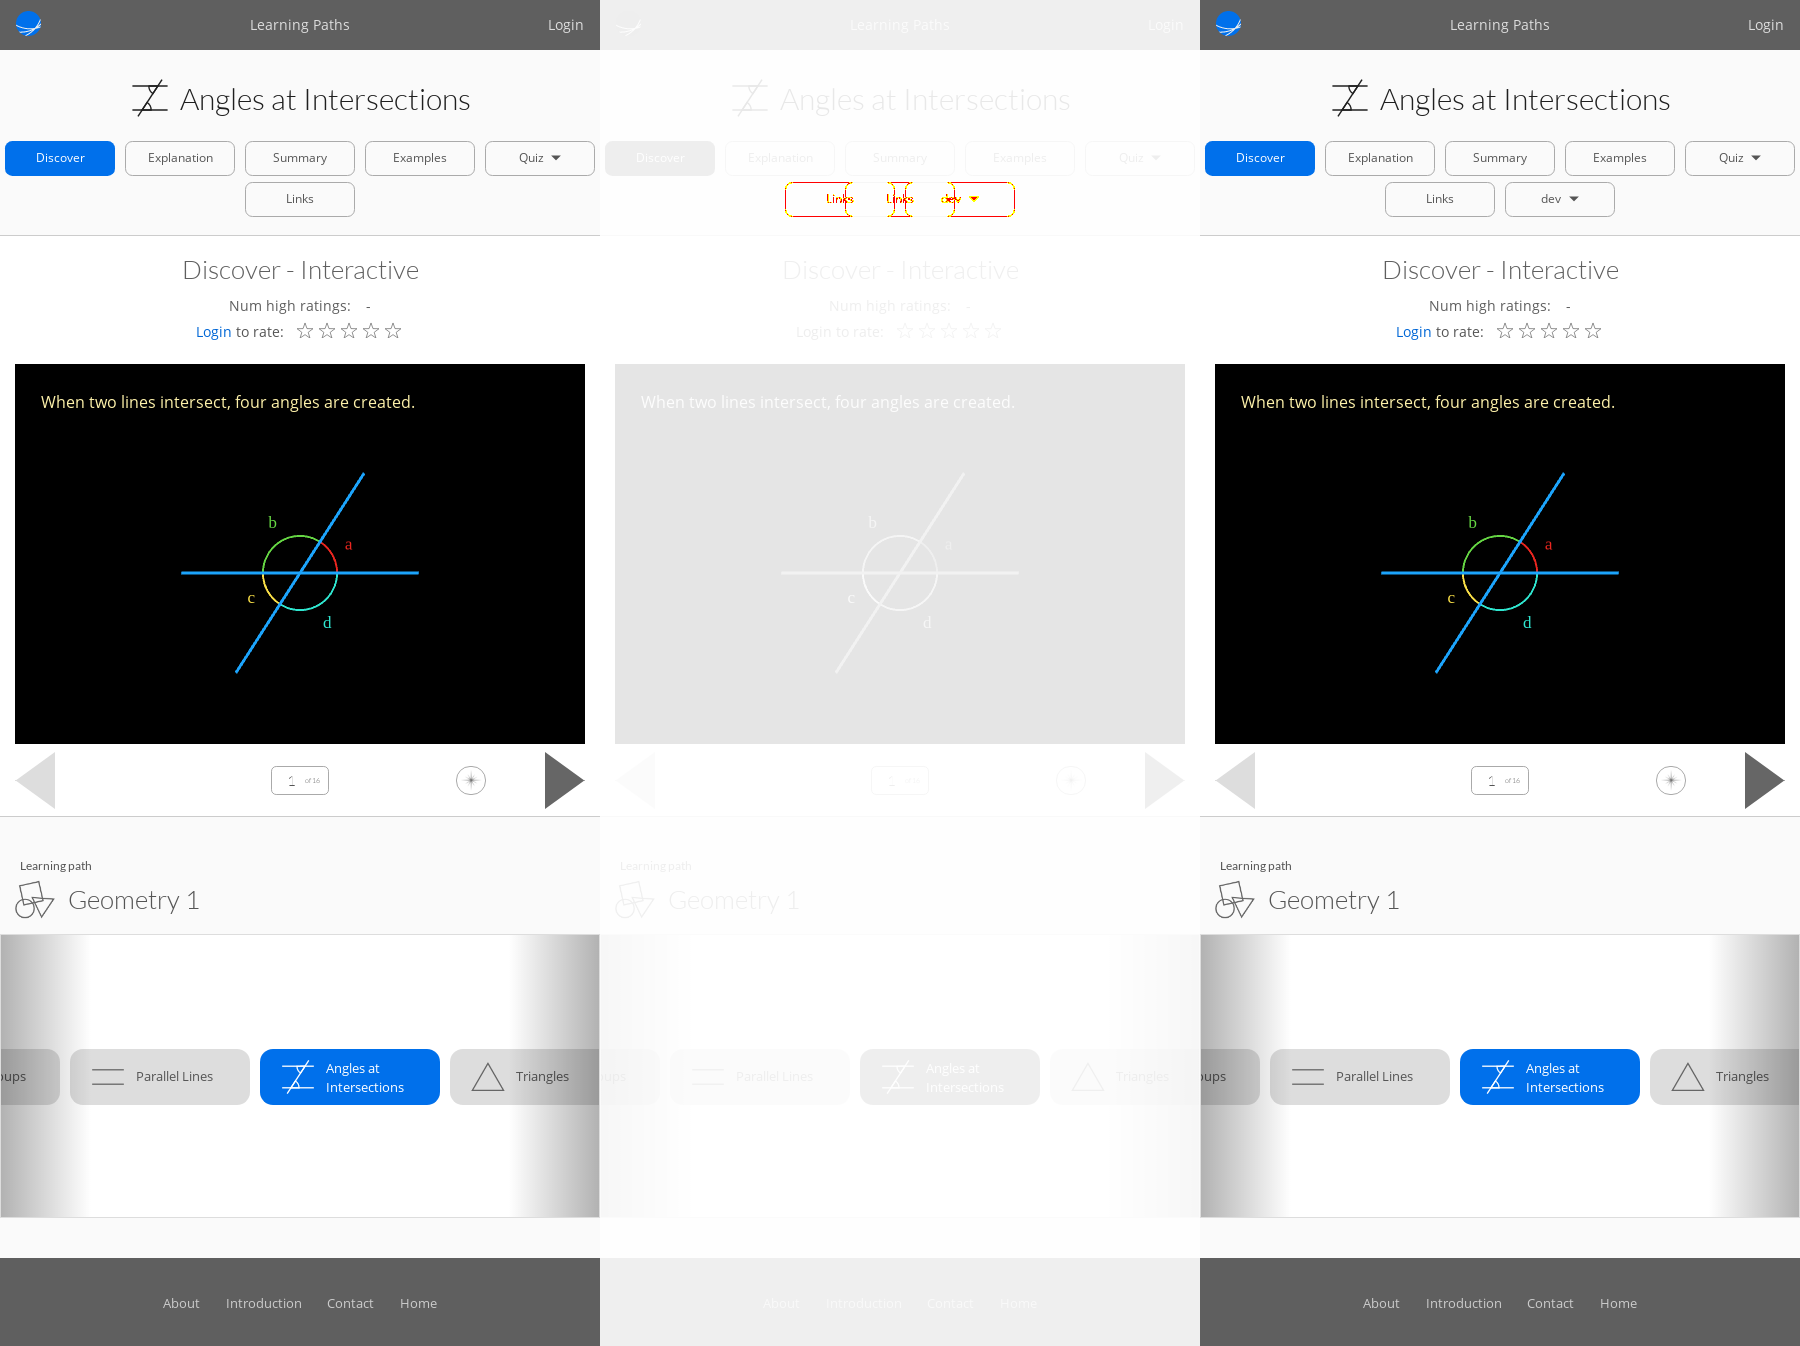 Learning Paths Login
Angles at Intersections
Discover Explanation Summary Examples Quiz
Links
Discover - Interactive
Num high ratings: -
Login to rate:
When two lines intersect, four angles are created.
b
a
c
d
1 of 16
Learning path
Geometry 1
oups Parallel Lines Angles at Intersections Triangles
About Introduction Contact Home
Learning Paths Login
Angles at Intersections
Discover Explanation Summary Examples Quiz
Links Links dev
Discover - Interactive
Num high ratings: -
Login to rate:
When two lines intersect, four angles are created.
b
a
c
d
1
Learning path
Geometry 1
oups Parallel Lines Angles at Intersections Triangles
About Introduction Contact Home
Learning Paths Login
Angles at Intersections
Discover Explanation Summary Examples Quiz
Links dev
Discover - Interactive
Num high ratings: -
Login to rate:
When two lines intersect, four angles are created.
b
a
c
d
1 of 16
Learning path
Geometry 1
oups Parallel Lines Angles at Intersections Triangles
About Introduction Contact Home